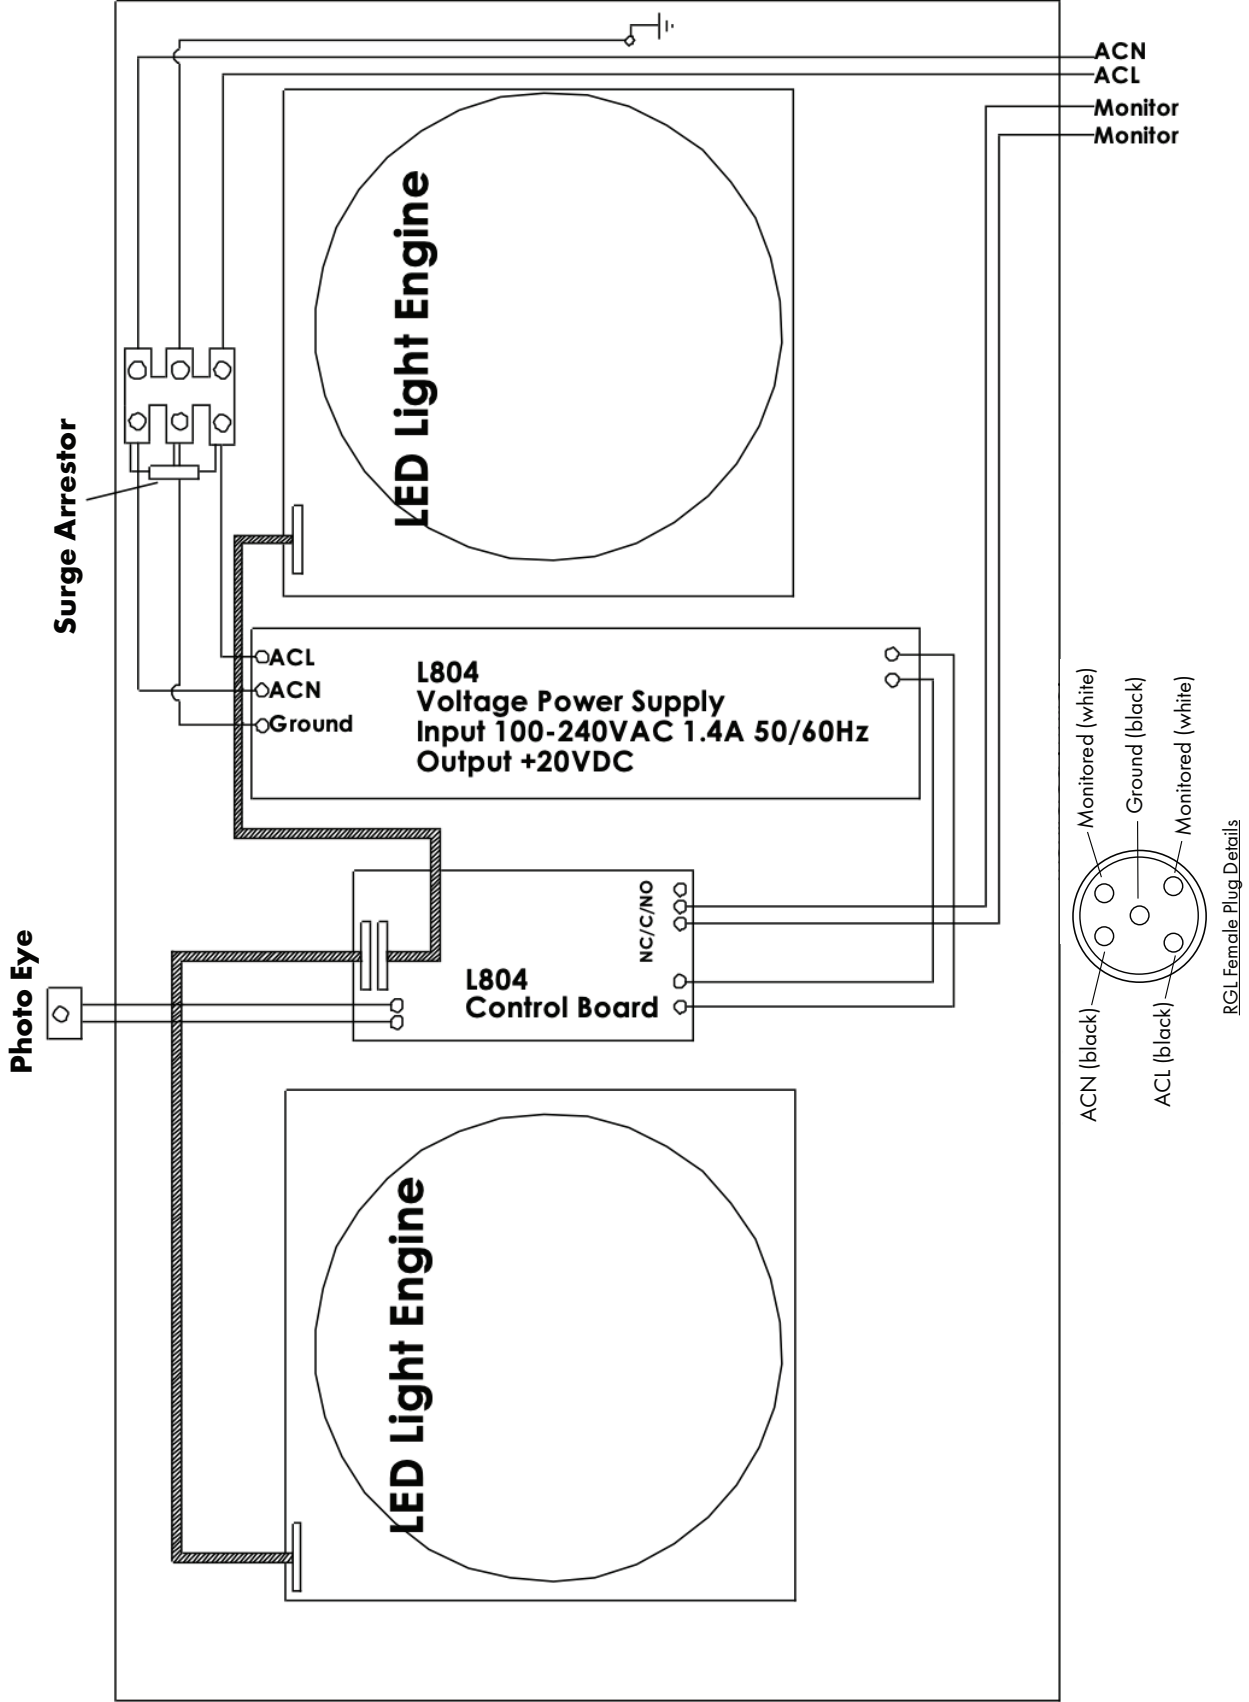 ACN
ACL
Monitor
Monitor
LED Light Engine
Surge Arrestor
ACL
ACN
Ground
L804
Voltage Power Supply
Input 100-240VAC 1.4A 50/60Hz
Output +20VDC
Photo Eye
NC/C/NO
L804
Control Board
Monitored (white)
Ground (black)
Monitored (white)
ACN (black)
ACL (black)
RGL Female Plug Details
LED Light Engine